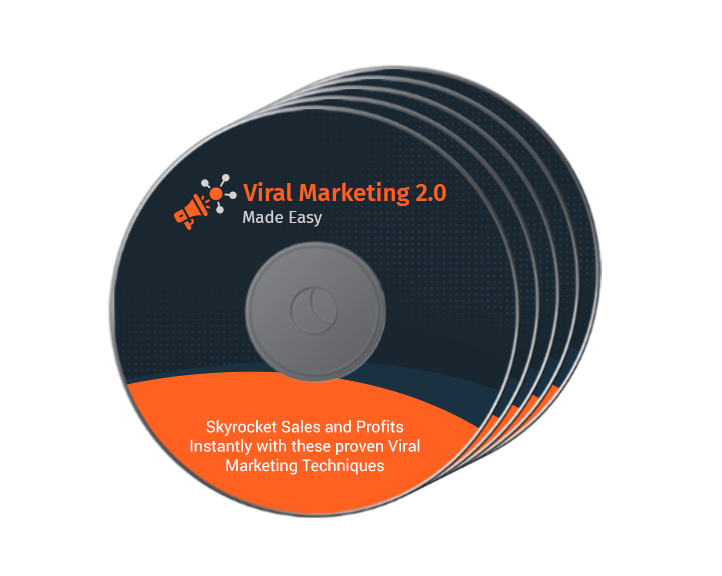 Viral Marketing 2.0
Made Easy
Skyrocket Sales and Profits
Instantly with these proven Viral
Marketing Techniques